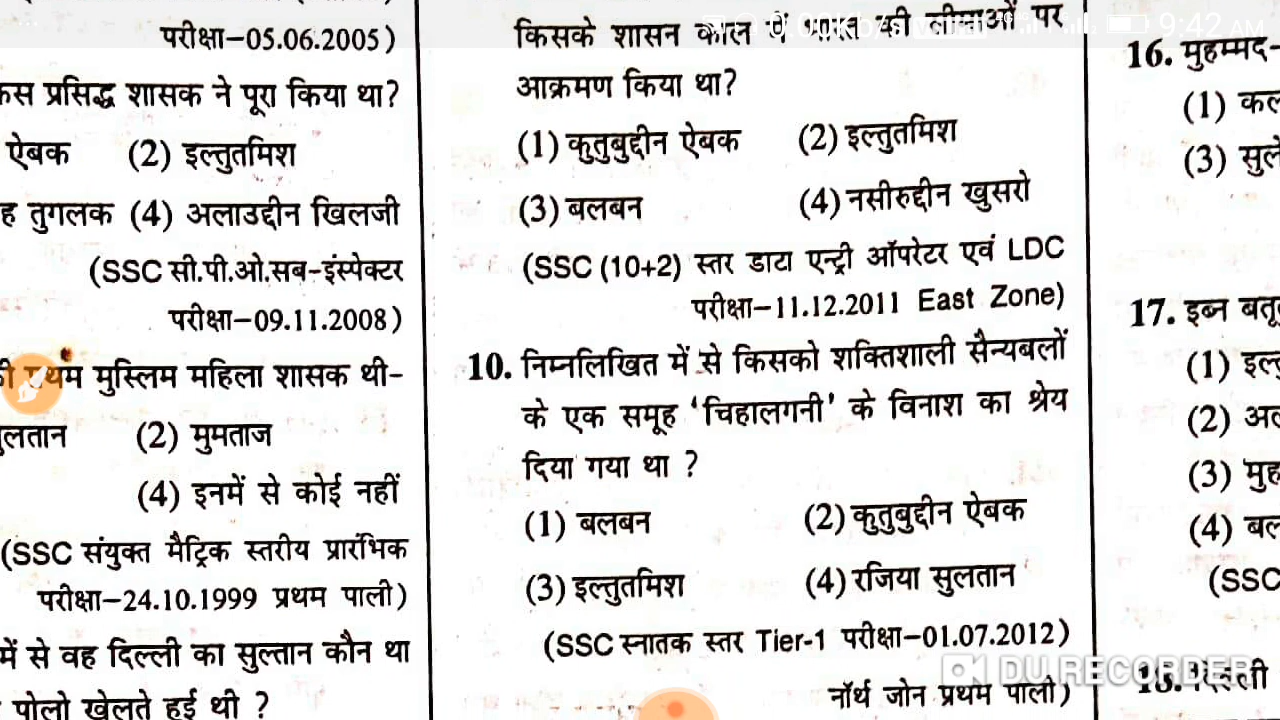 परीक्षा–05.06.2005)
प्रसिद्ध शासक ने पूरा किया था?
ऐबक (2) इल्तुतमिश
तुगलक (4) अलाउद्दीन खिलजी
(SSC सी.पी.ओ.सब-इंस्पेक्टर
परीक्षा–09.11.2008)
मुस्लिम महिला शासक थी–
(2) मुमताज
(4) इनमें से कोई नहीं
(SSC संयुक्त मैट्रिक स्तरीय प्रारंभिक
परीक्षा–24.10.1999 प्रथम पाली)
में से वह दिल्ली का सुल्तान कौन था
पोलो खेलते हुई थी ?
किसके शासन काल पर
आक्रमण किया था?
(1) कुतुबुद्दीन ऐबक (2) इल्तुतमिश
(3) बलबन (4) नसीरुद्दीन खुसरो
(SSC (10+2) स्तर डाटा एन्ट्री ऑपरेटर एवं LDC
परीक्षा–11.12.2011 East Zone)
10. निम्नलिखित में से किसको शक्तिशाली सैन्यबलों
के एक समूह 'चिहालगनी' के विनाश का श्रेय
दिया गया था ?
(1) बलबन (2) कुतुबुद्दीन ऐबक
(3) इल्तुतमिश (4) रजिया सुलतान
(SSC स्नातक स्तर Tier-1 परीक्षा–01.07.2012)
नॉर्थ जोन प्रथम पाली)
16. मुहम्मद-
(1)
(3)
17. इब्न
(1)
(2)
(3)
(4)
(SSC
18.
9:42 AM
DU RECORDER